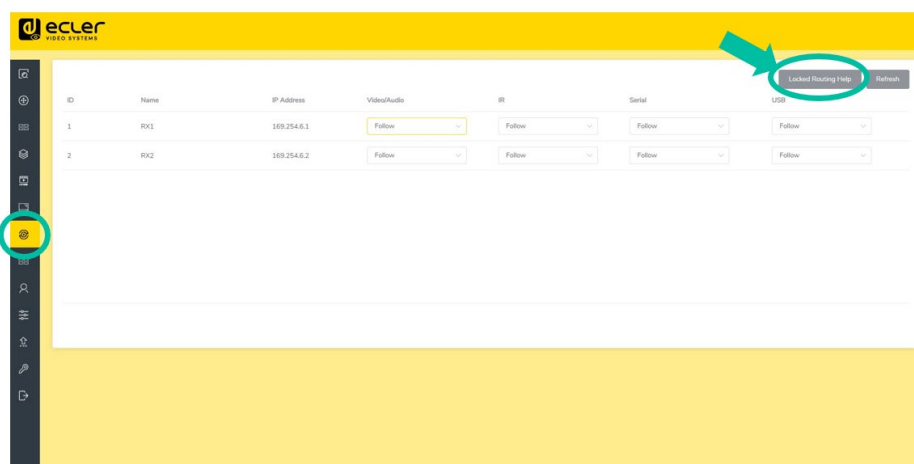 ecler
VIDEO SYSTEMS
Locked Routing Help Refresh
ID Name IP Address Video/Audio IR Serial USB
1 RX1 169.254.6.1 Follow Follow Follow Follow
2 RX2 169.254.6.2 Follow Follow Follow Follow